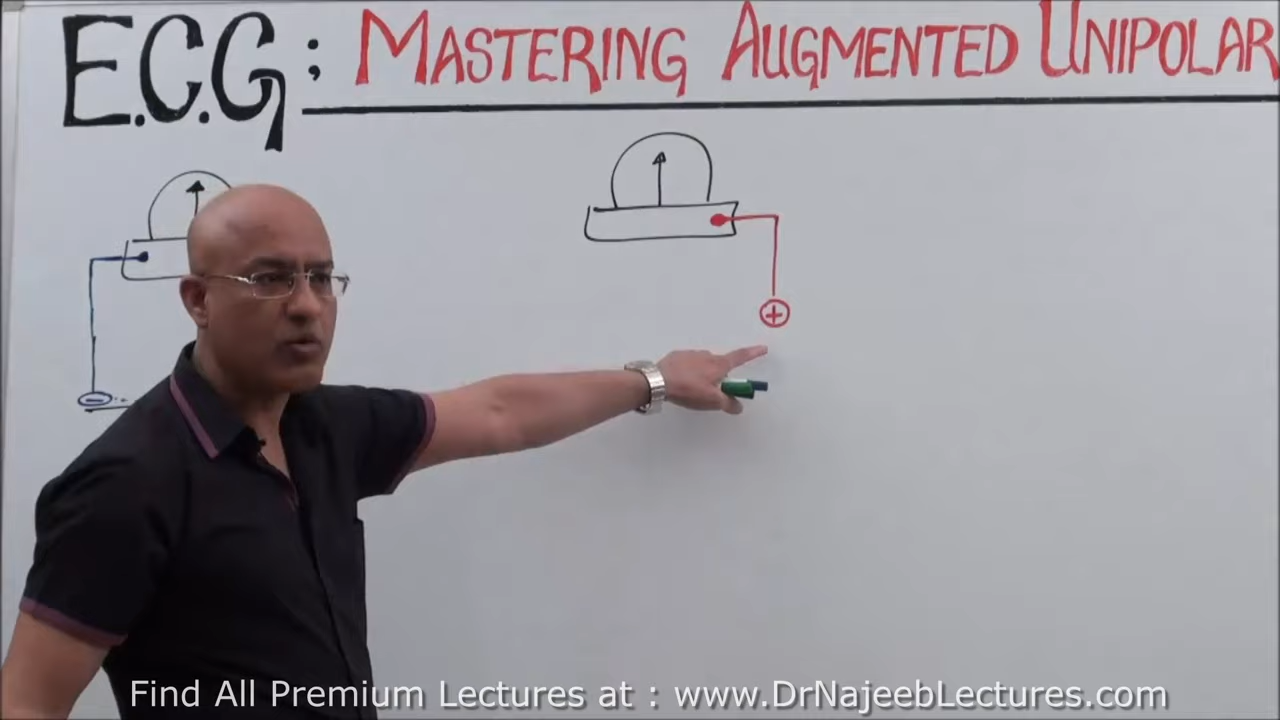 E.C.G; MASTERING AUGMENTED UNIPOLAR
+
-
Find All Premium Lectures at : www.DrNajeebLectures.com